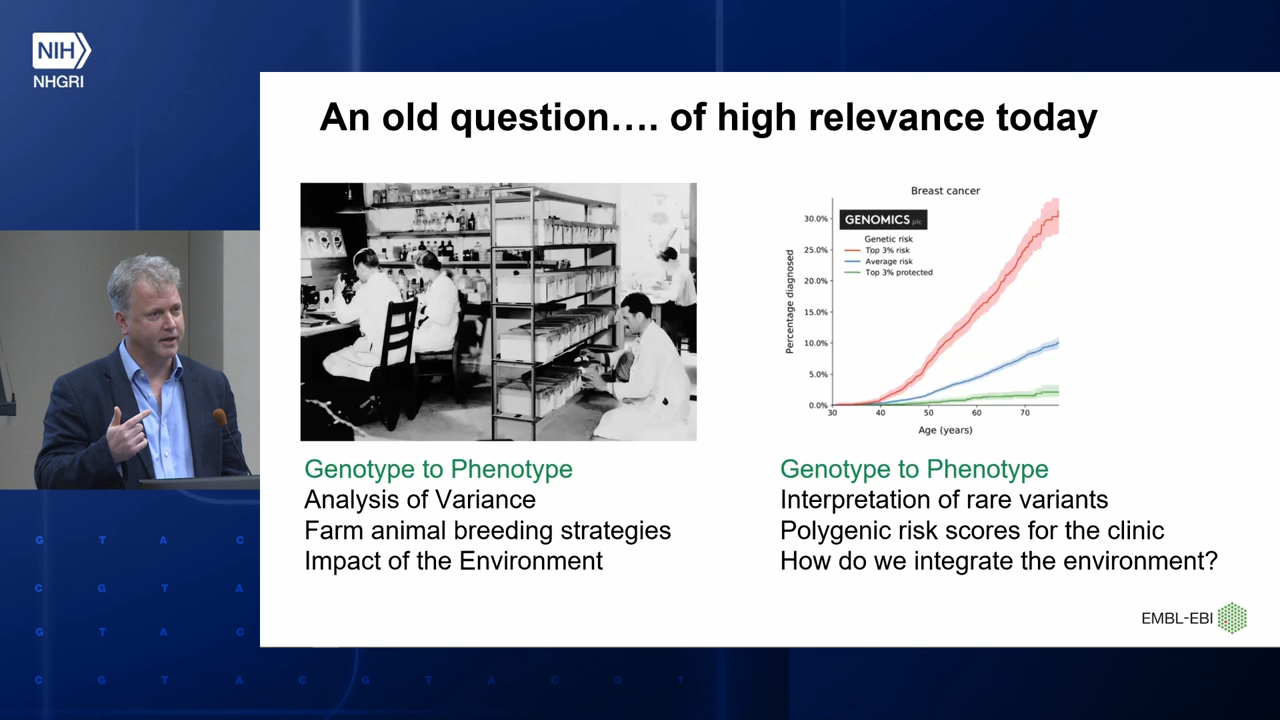 NIH
NHGRI
An old question…. of high relevance today
Breast cancer
GENOMICS plc
Genetic risk
Top 3% risk
Average risk
Top 3% protected
Percentage diagnosed
30.0%
25.0%
20.0%
15.0%
10.0%
5.0%
0.0%
30 40 50 60 70
Age (years)
Genotype to Phenotype
Analysis of Variance
Farm animal breeding strategies
Impact of the Environment
Genotype to Phenotype
Interpretation of rare variants
Polygenic risk scores for the clinic
How do we integrate the environment?
EMBL-EBI
G T A C
C G T A
G T A C
C G T A C G T A C G T